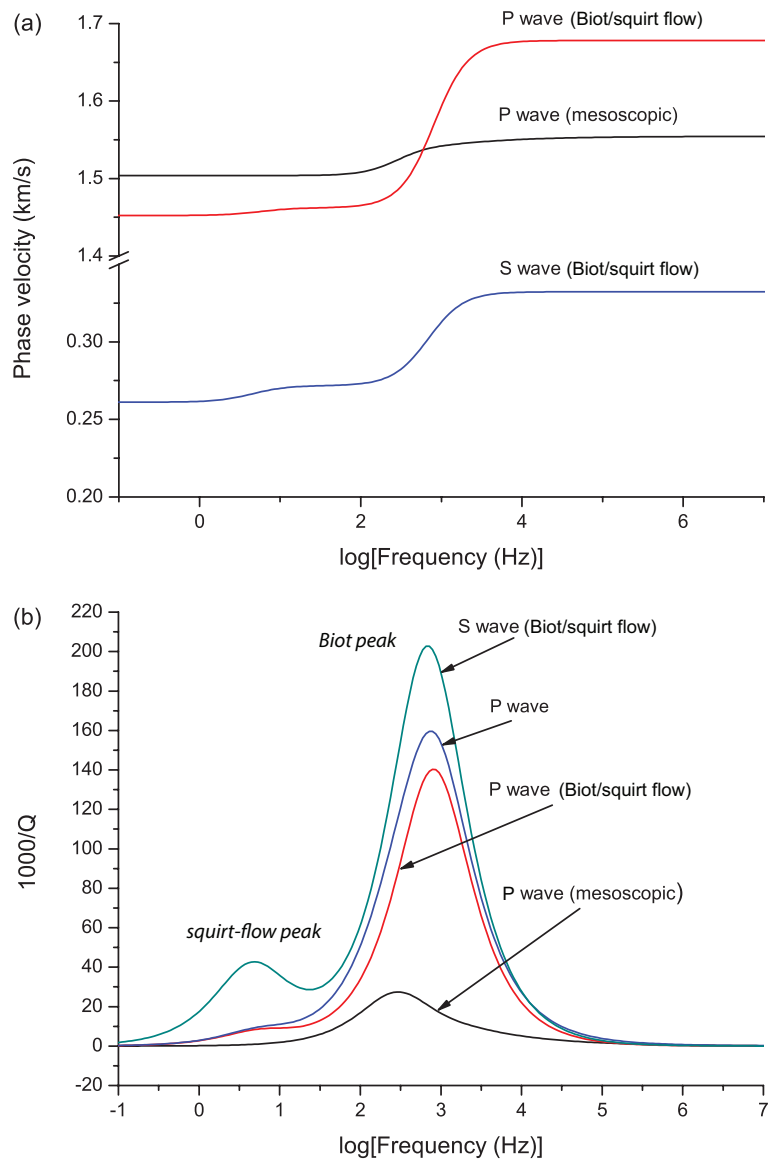 (a)
1.7
P wave (Biot/squirt flow)
1.6
P wave (mesoscopic)
1.5
1.4
S wave (Biot/squirt flow)
Phase velocity (km/s)
0.30
0.25
0.20
0 2 4 6
log[Frequency (Hz)]
(b)
220
200
180
160
140
120
100
80
60
40
20
0
-20
1000/Q
Biot peak
S wave (Biot/squirt flow)
P wave
P wave (Biot/squirt flow)
P wave (mesoscopic)
squirt-flow peak
-1 0 1 2 3 4 5 6 7
log[Frequency (Hz)]